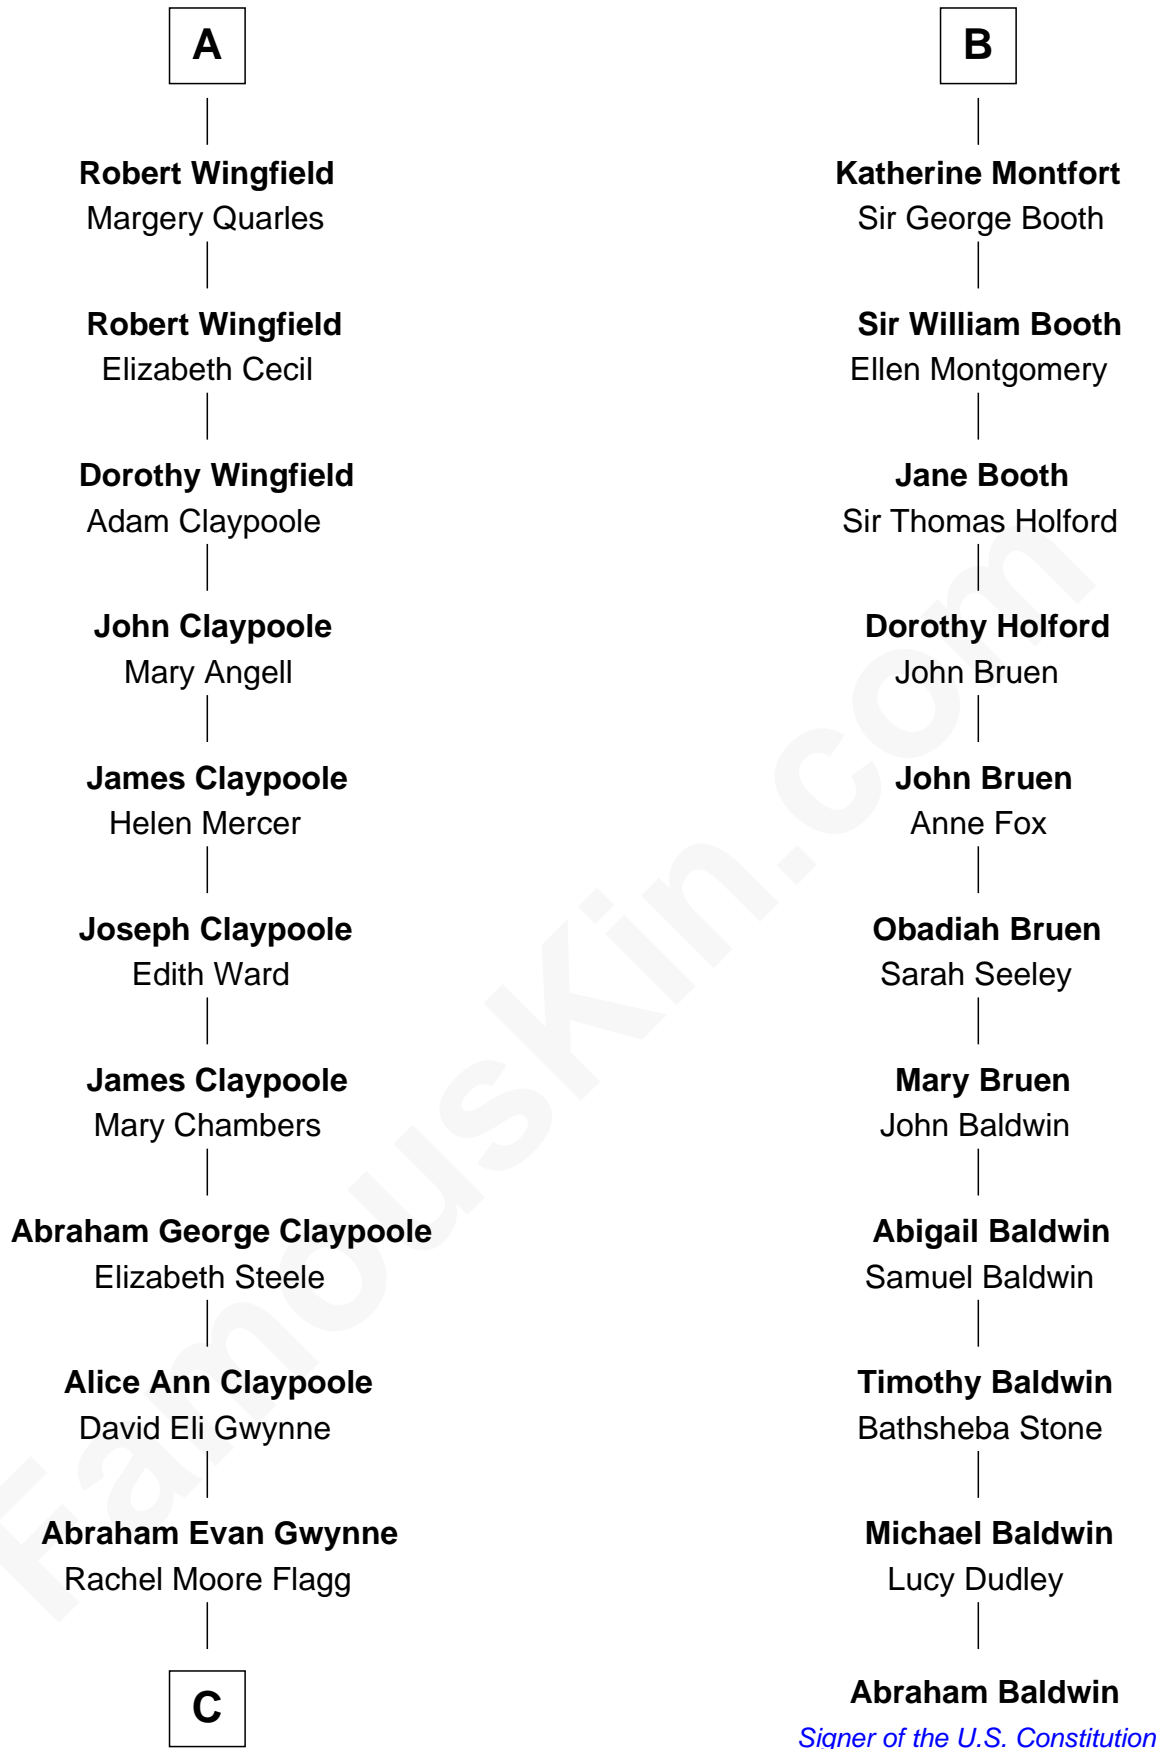 A
Robert Wingfield
Margery Quarles
Robert Wingfield
Elizabeth Cecil
Dorothy Wingfield
Adam Claypoole
John Claypoole
Mary Angell
James Claypoole
Helen Mercer
Joseph Claypoole
Edith Ward
James Claypoole
Mary Chambers
Abraham George Claypoole
Elizabeth Steele
Alice Ann Claypoole
David Eli Gwynne
Abraham Evan Gwynne
Rachel Moore Flagg
C
B
Katherine Montfort
Sir George Booth
Sir William Booth
Ellen Montgomery
Jane Booth
Sir Thomas Holford
Dorothy Holford
John Bruen
John Bruen
Anne Fox
Obadiah Bruen
Sarah Seeley
Mary Bruen
John Baldwin
Abigail Baldwin
Samuel Baldwin
Timothy Baldwin
Bathsheba Stone
Michael Baldwin
Lucy Dudley
Abraham Baldwin
Signer of the U.S. Constitution
FamousKin.com